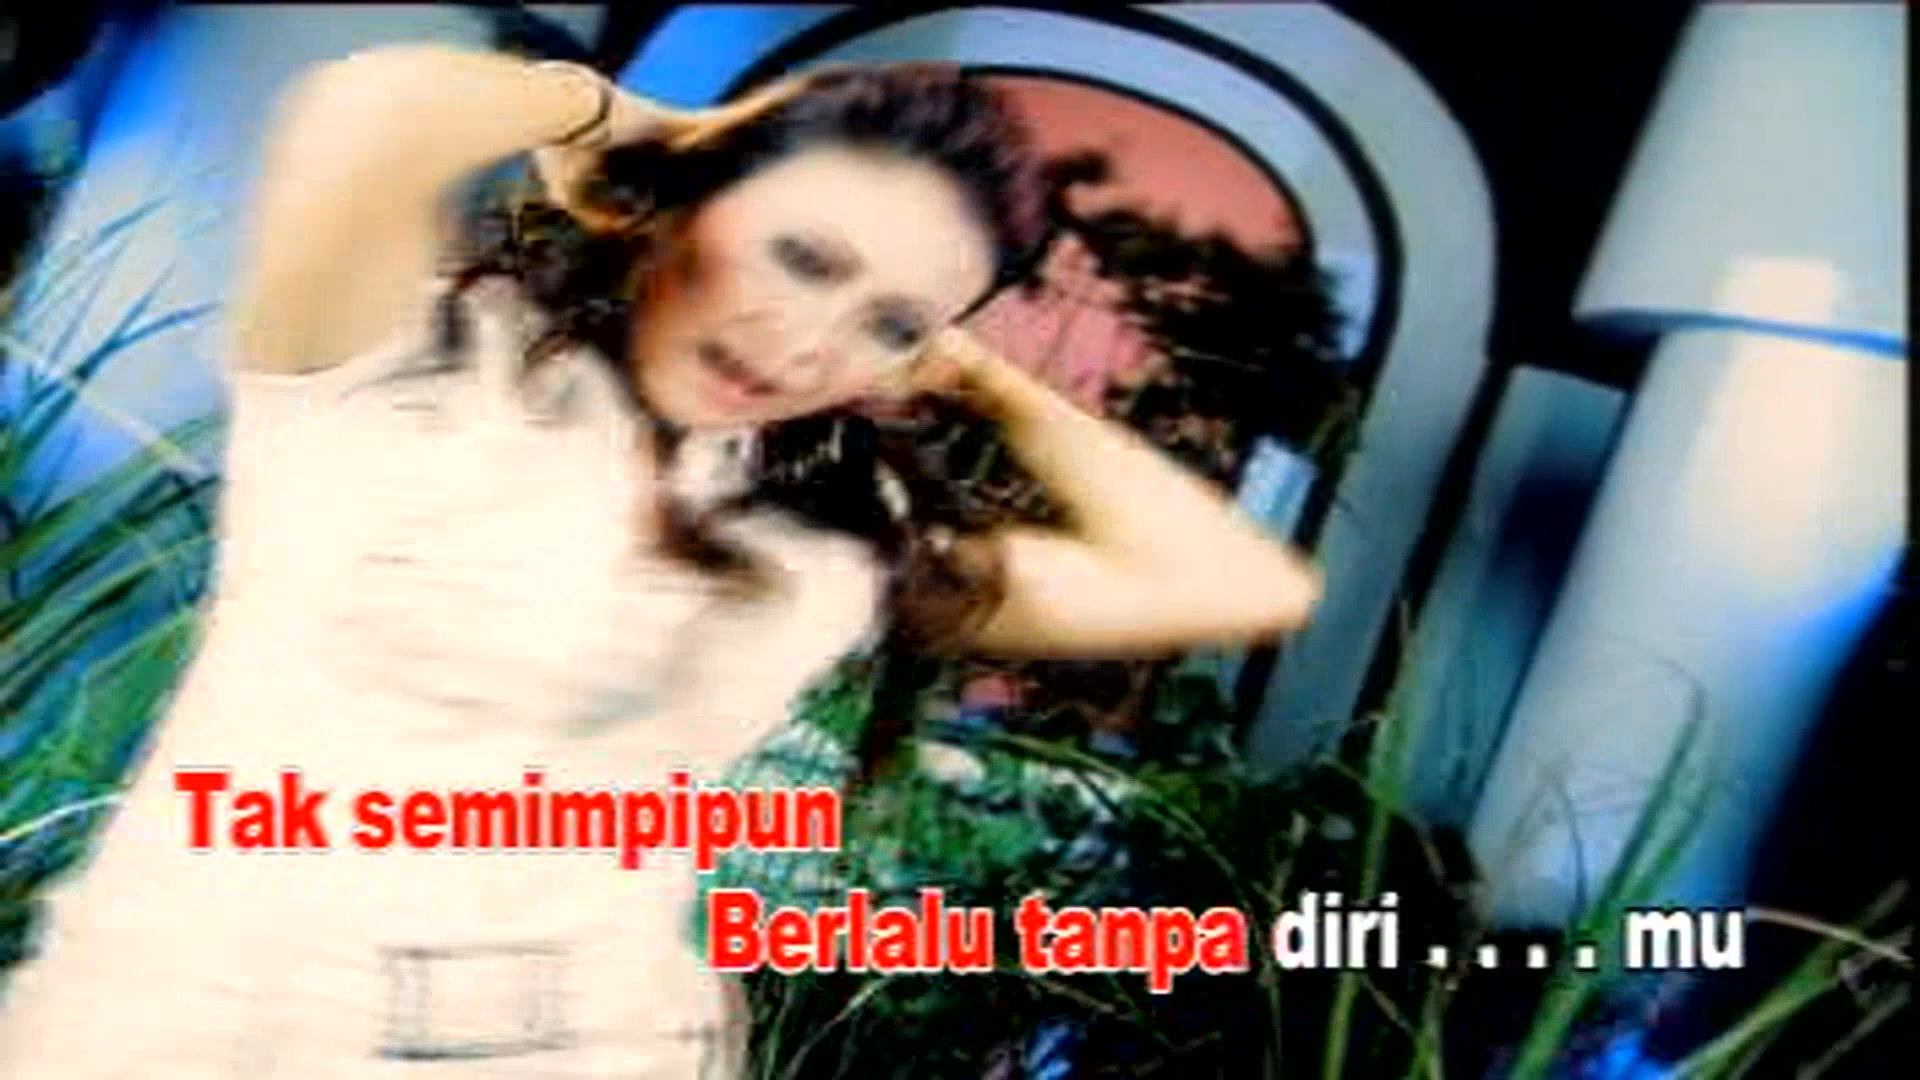 Tak semimpipun
Berlalu tanpa diri . . . . mu